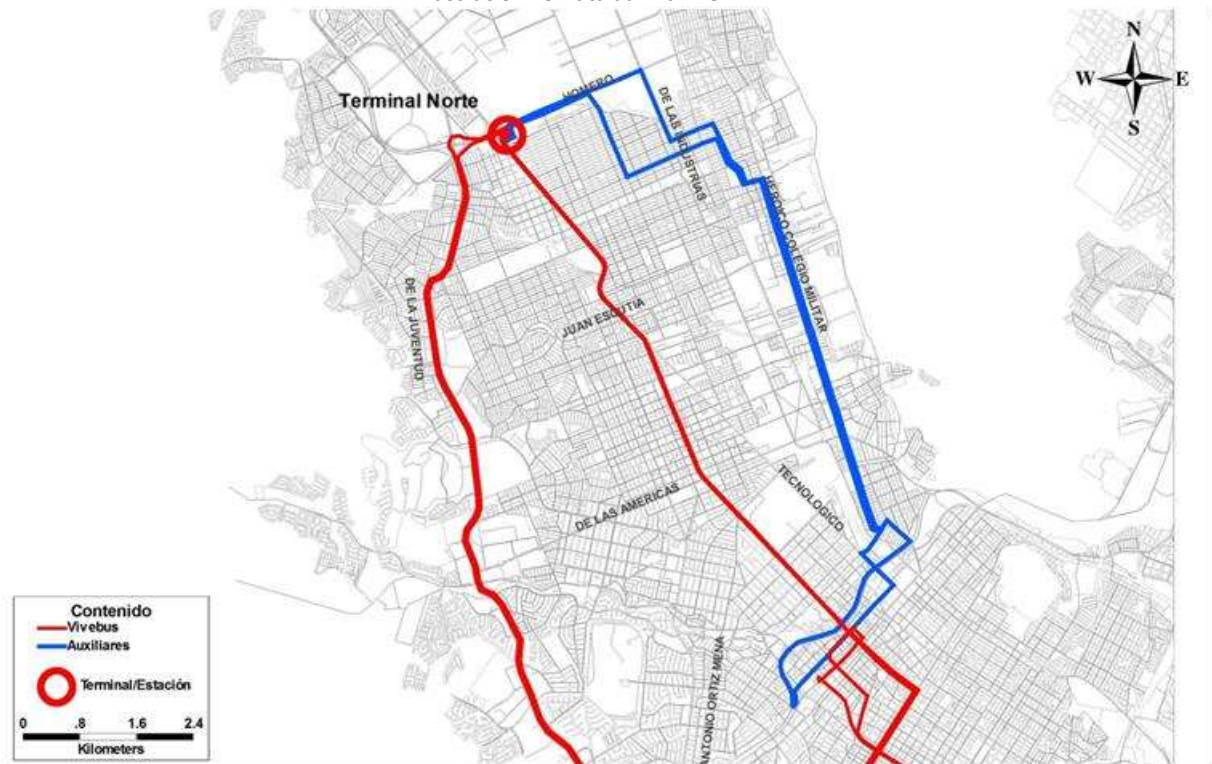 N
W E
S
Terminal Norte
HOMERO
DE LAS INDUSTRIAS
HEROICO COLEGIO MILITAR
DE LA JUVENTUD
JUAN ESCUTIA
TECNOLOGICO
DE LAS AMERICAS
ANTONIO ORTIZ MENA
Contenido
Vivebus
Auxiliares
Terminal/Estación
0 .8 1.6 2.4
Kilometers